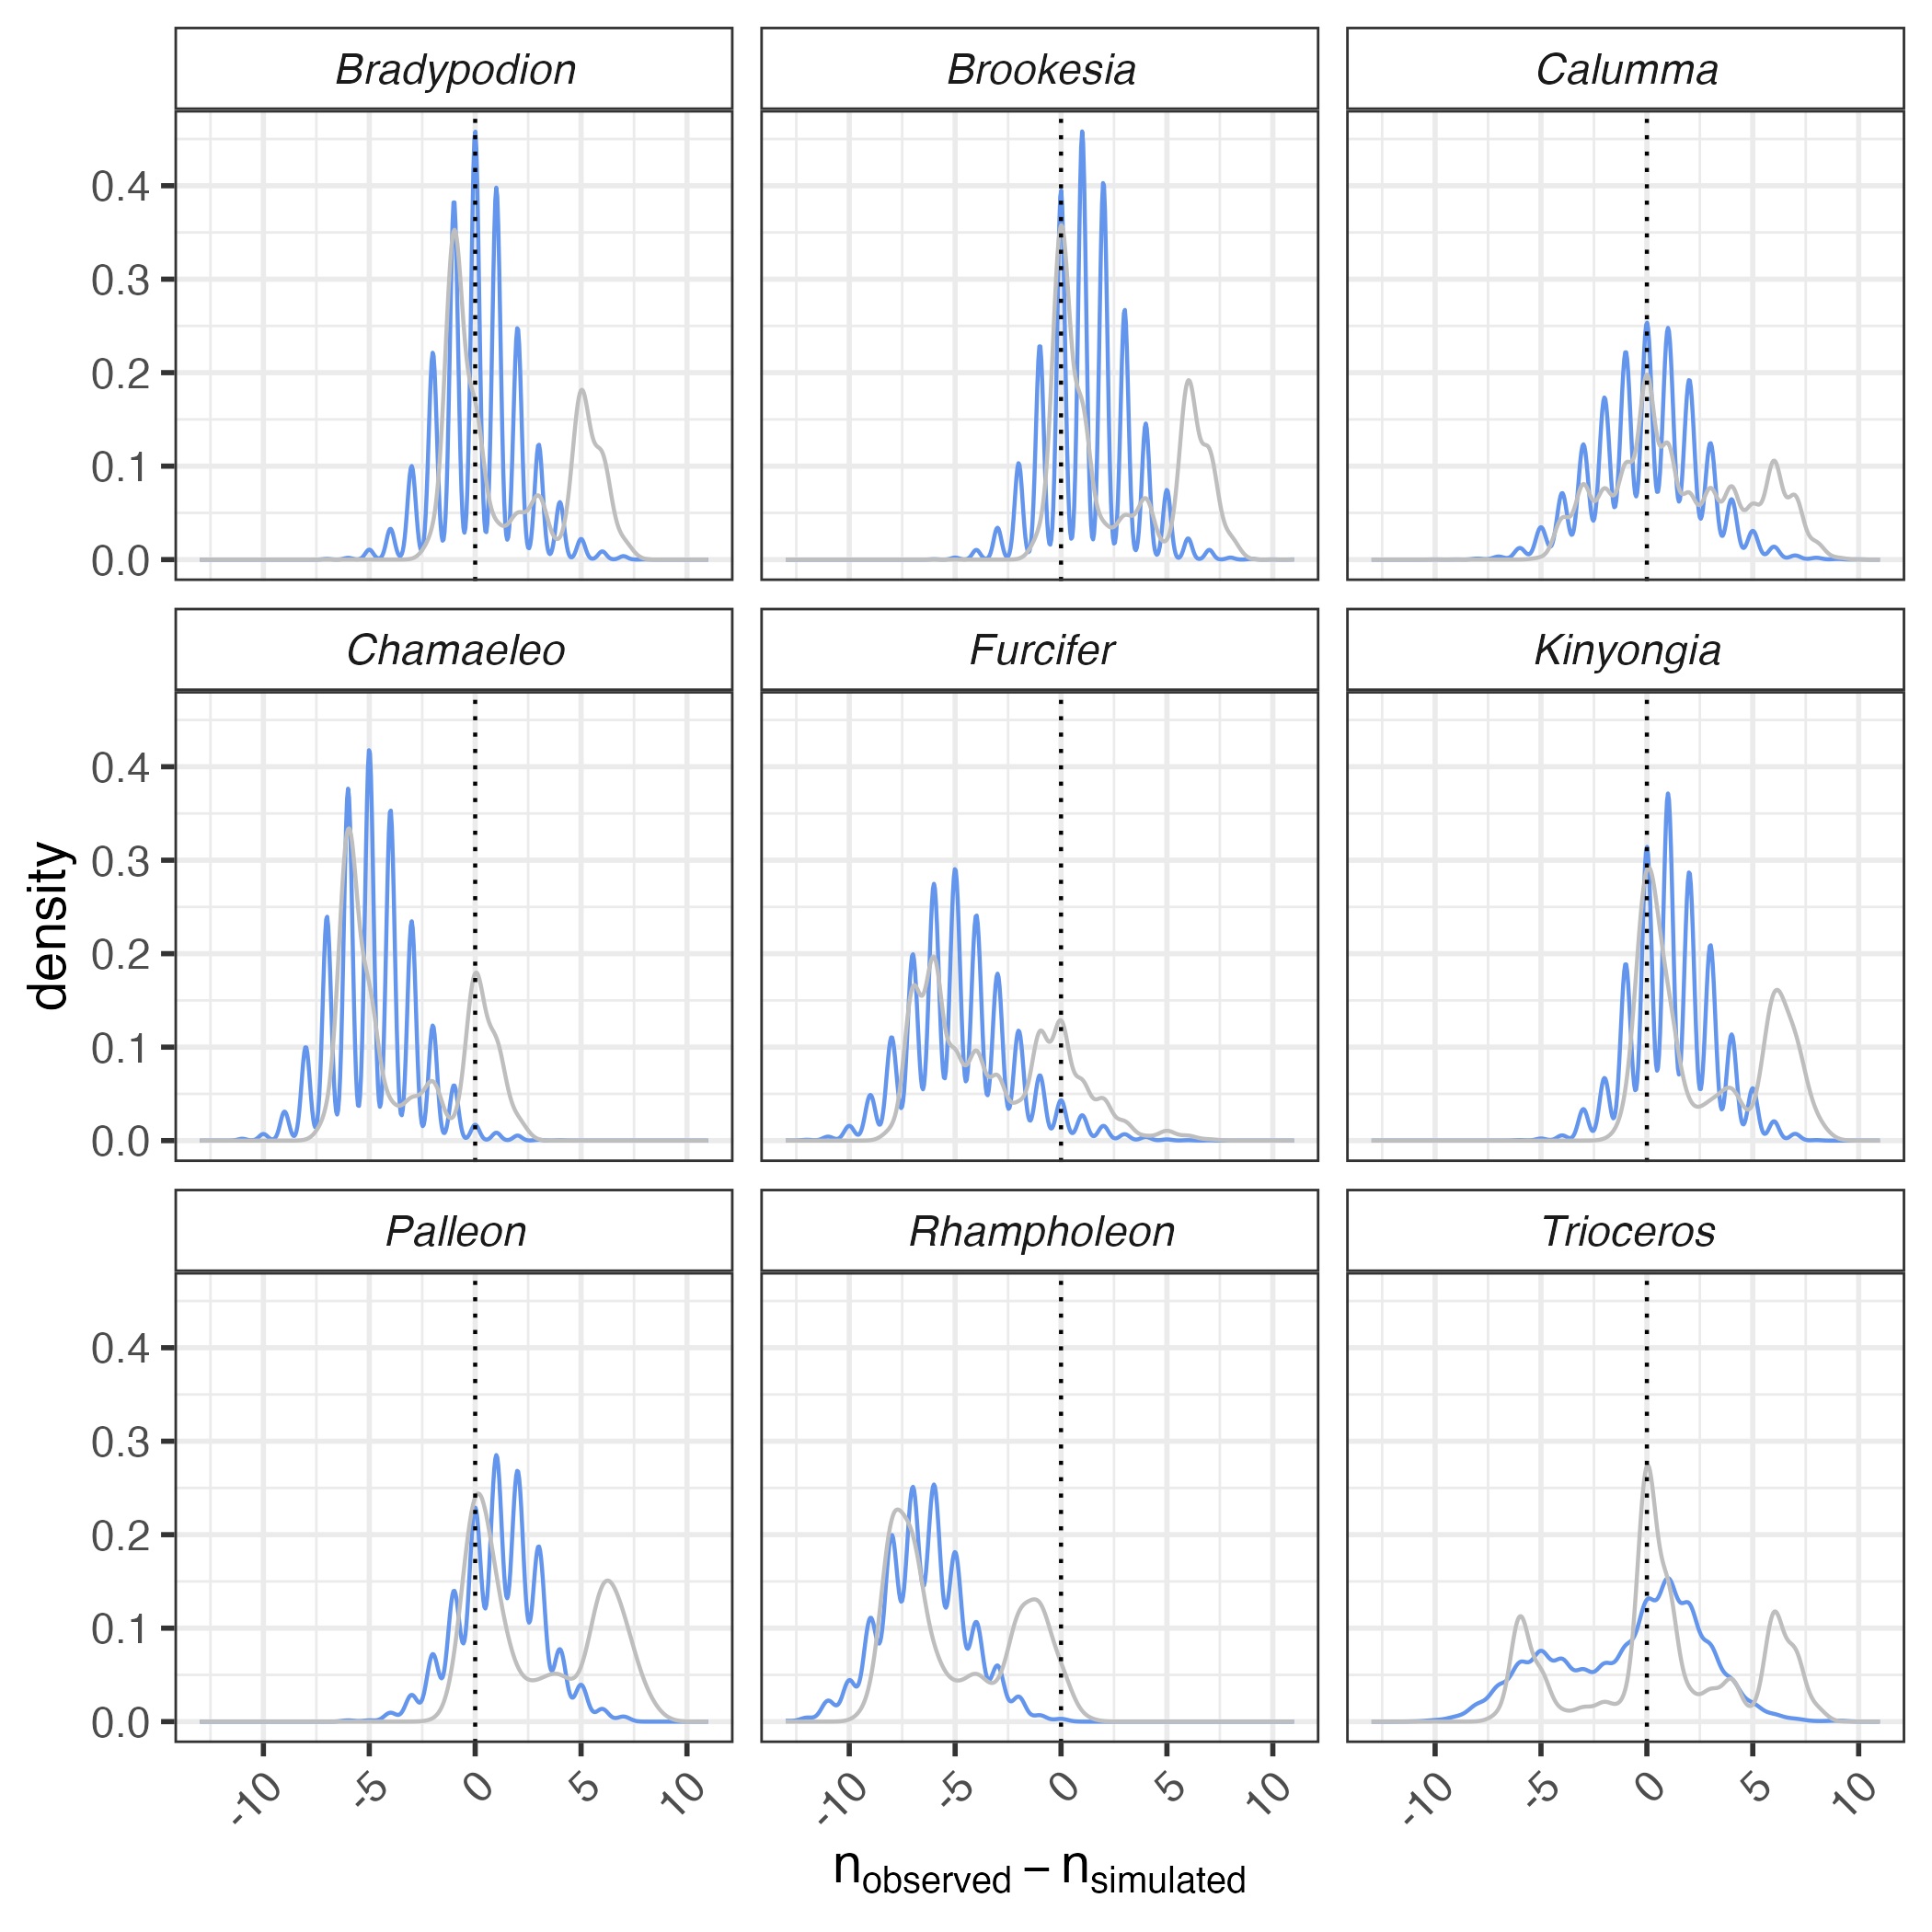 Bradypodion Brookesia Calumma
0.4
0.3
0.2
0.1
0.0
Chamaeleo Furcifer Kinyongia
0.4
0.3
0.2
0.1
0.0
density
Palleon Rhampholeon Trioceros
0.4
0.3
0.2
0.1
0.0
-10 -5 0 5 10 -10 -5 0 5 10 -10 -5 0 5 10
nobserved − nsimulated